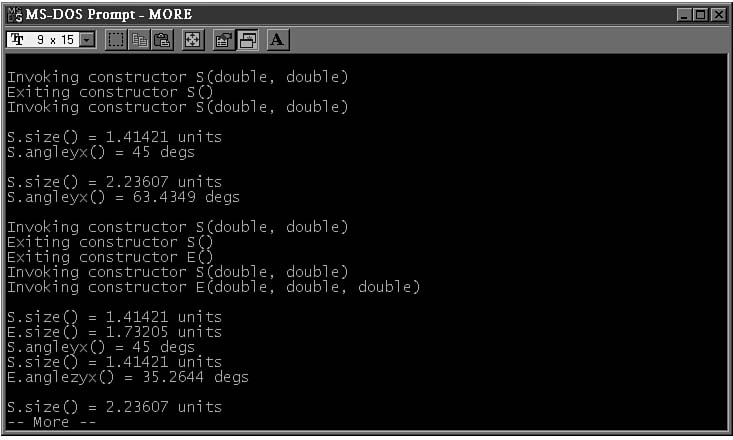 MS-DOS Prompt - MORE
9 x 15
A
Invoking constructor S(double, double)
Exiting constructor S()
Invoking constructor S(double, double)
S.size() = 1.41421 units
S.angleyx() = 45 degs
S.size() = 2.23607 units
S.angleyx() = 63.4349 degs
Invoking constructor S(double, double)
Exiting constructor S()
Exiting constructor E()
Invoking constructor S(double, double)
Invoking constructor E(double, double, double)
S.size() = 1.41421 units
E.size() = 1.73205 units
S.angleyx() = 45 degs
S.size() = 1.41421 units
E.anglezyx() = 35.2644 degs
S.size() = 2.23607 units
-- More --